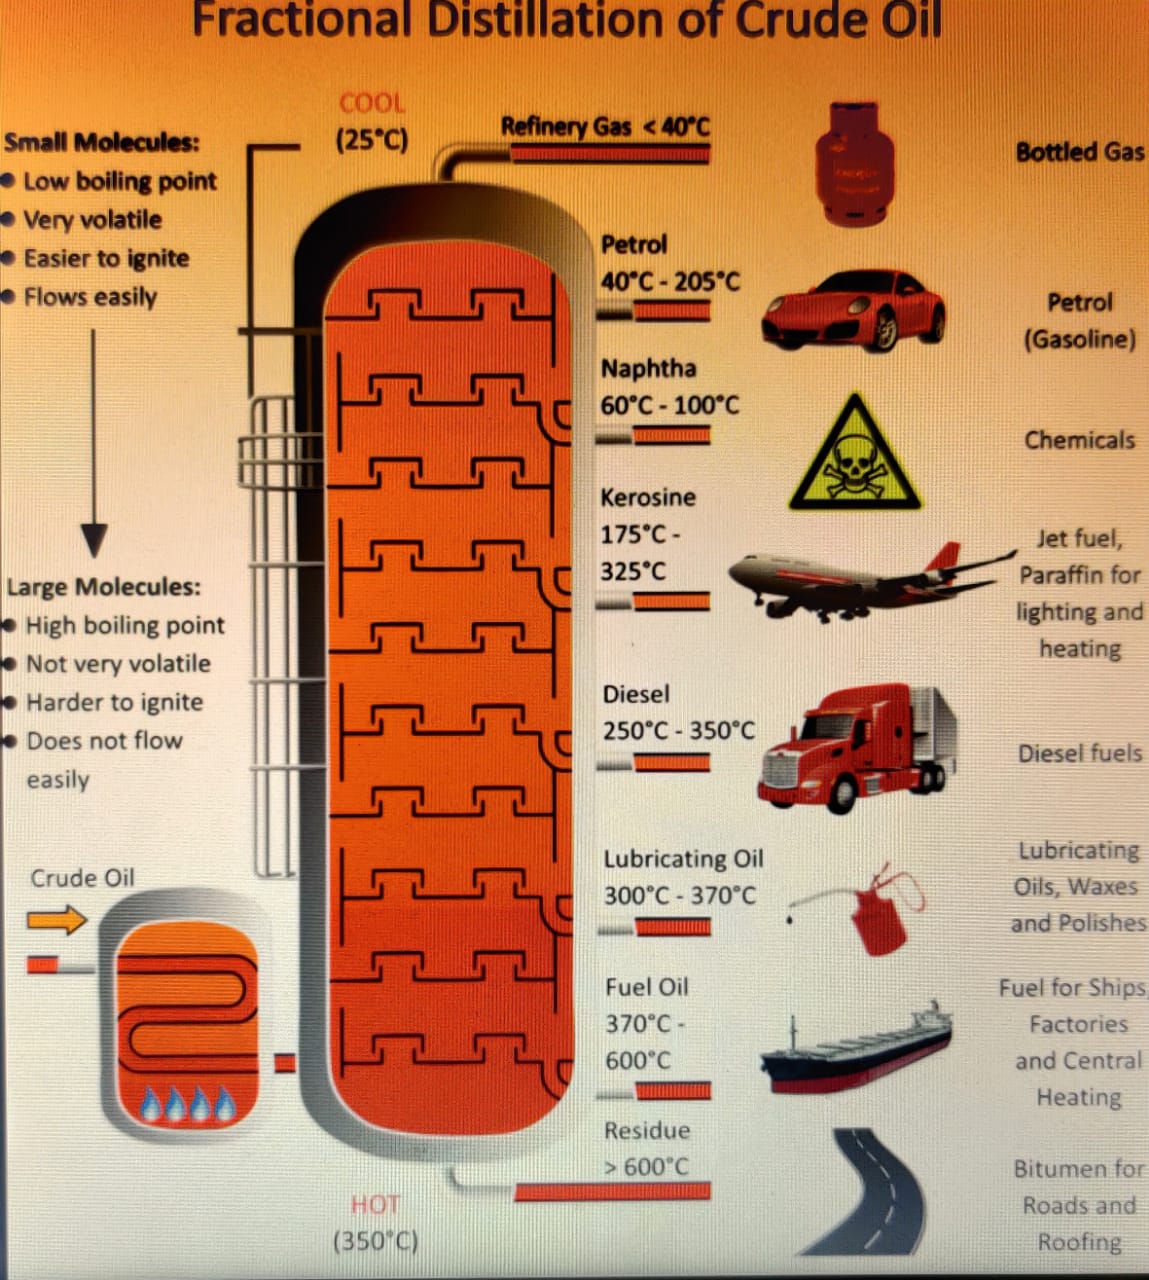 Fractional Distillation of Crude Oil
COOL
(25°C)
Small Molecules:
• Low boiling point
• Very volatile
• Easier to ignite
• Flows easily
Large Molecules:
• High boiling point
• Not very volatile
• Harder to ignite
• Does not flow
easily
Crude Oil
HOT
(350°C)
Refinery Gas < 40°C
Bottled Gas
Petrol
40°C - 205°C
Petrol
(Gasoline)
Naphtha
60°C - 100°C
Chemicals
Kerosine
175°C -
325°C
Jet fuel,
Paraffin for
lighting and
heating
Diesel
250°C - 350°C
Diesel fuels
Lubricating Oil
300°C - 370°C
Lubricating
Oils, Waxes
and Polishes
Fuel Oil
370°C -
600°C
Fuel for Ships,
Factories
and Central
Heating
Residue
> 600°C
Bitumen for
Roads and
Roofing